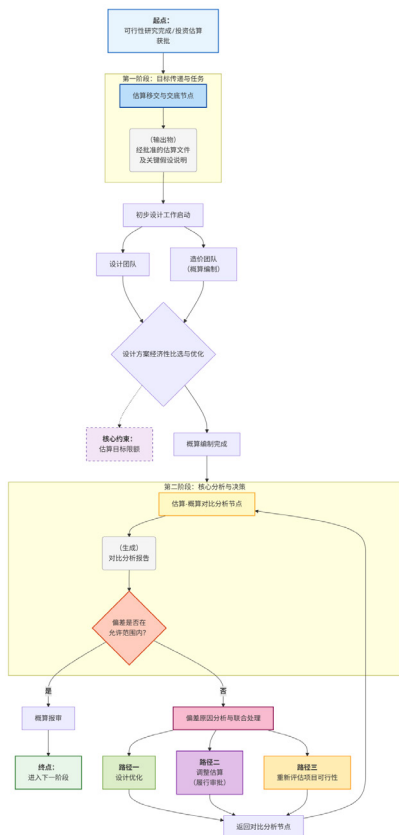 起点：
可行性研究完成/投资估算
获批
第一阶段：目标传递与任务
估算移交与交底节点
（输出物）
经批准的估算文件
及关键假设说明
初步设计工作启动
设计团队
造价团队
（概算编制）
设计方案经济性比选与优化
核心约束：
估算目标限额
概算编制完成
第二阶段：核心分析与决策
估算-概算对比分析节点
（生成）
对比分析报告
偏差是否在
允许范围内？
是
否
概算报审
偏差原因分析与联合处理
终点：
进入下一阶段
路径一
设计优化
路径二
调整估算
（履行审批）
路径三
重新评估项目可行性
返回对比分析节点